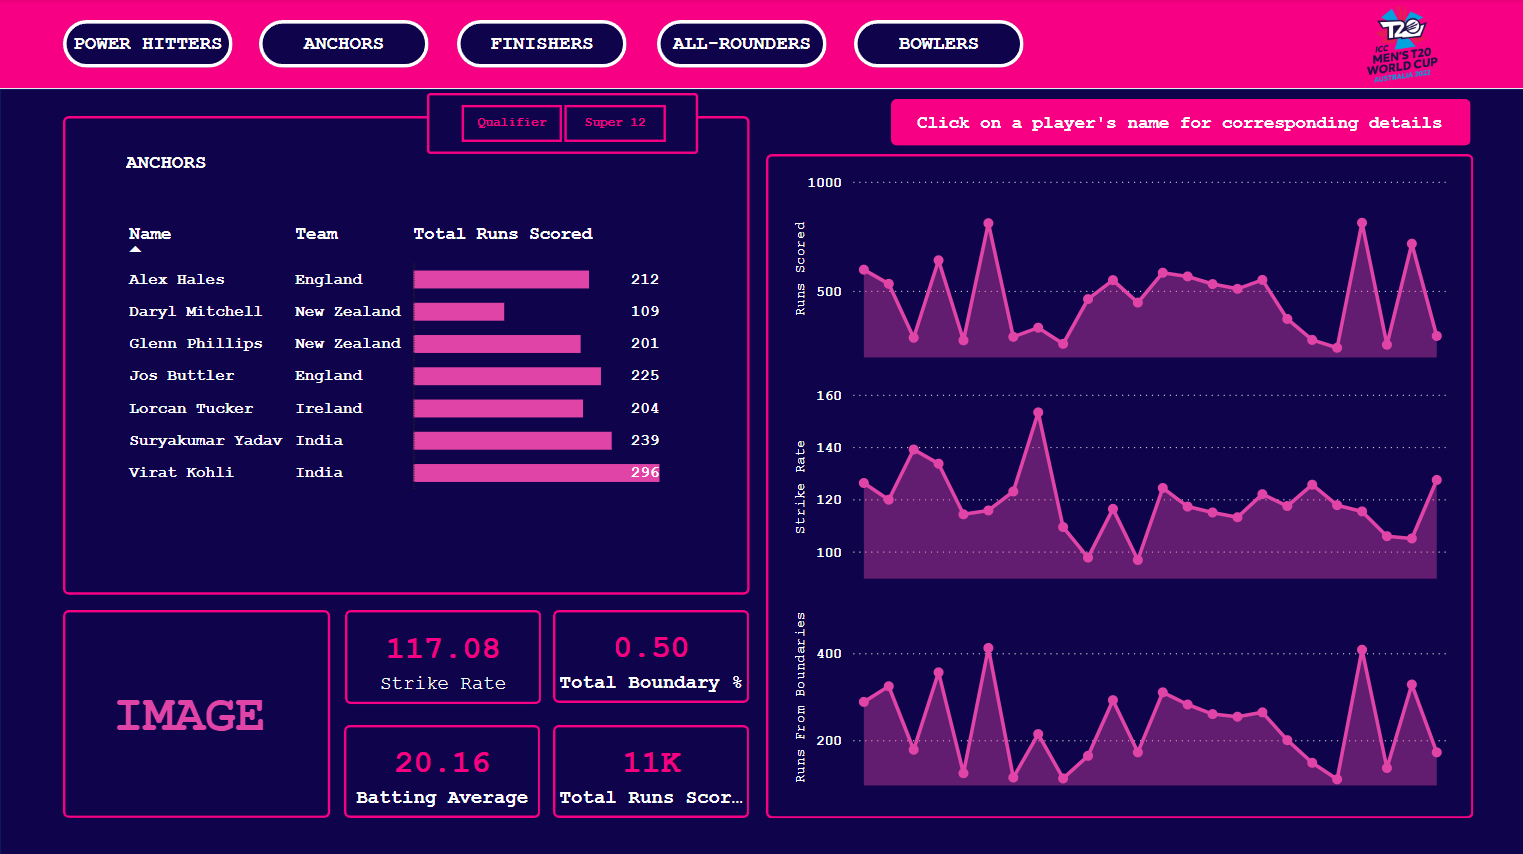 POWER HITTERS
ANCHORS
FINISHERS
ALL-ROUNDERS
BOWLERS
T20
ICC
MEN'S T20
WORLD CUP
AUSTRALIA 2022
Qualifier
Super 12
Click on a player's name for corresponding details
ANCHORS
Name Team Total Runs Scored
Alex Hales England 212
Daryl Mitchell New Zealand 109
Glenn Phillips New Zealand 201
Jos Buttler England 225
Lorcan Tucker Ireland 204
Suryakumar Yadav India 239
Virat Kohli India 296
IMAGE
117.08
Strike Rate
0.50
Total Boundary %
20.16
Batting Average
11K
Total Runs Scor…
Runs Scored
1000
500
Strike Rate
160
140
120
100
Runs From Boundaries
400
200